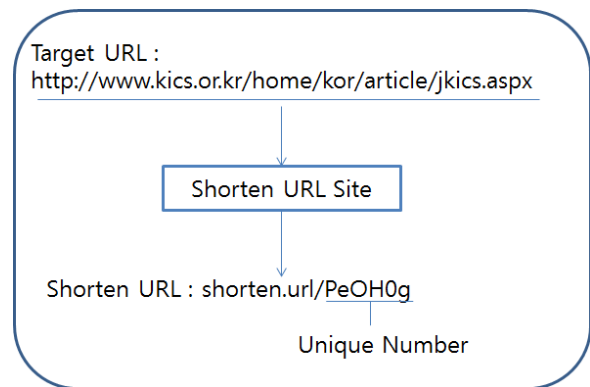 Target URL :
http://www.kics.or.kr/home/kor/article/jkics.aspx
Shorten URL Site
Shorten URL : shorten.url/PeOH0g
Unique Number